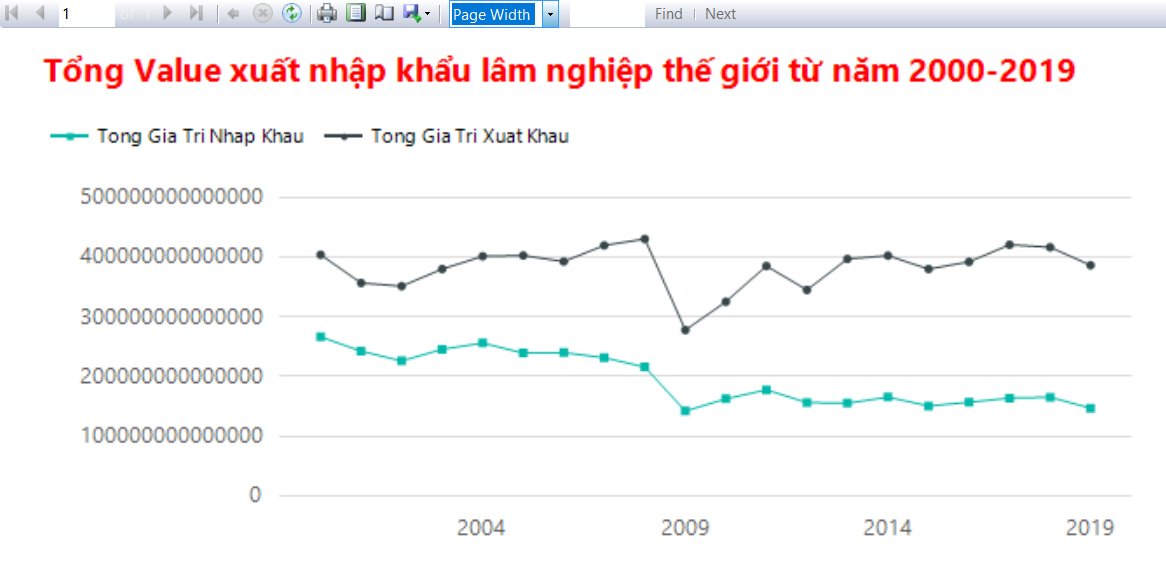 1 of 1 Page Width Find Next
Tổng Value xuất nhập khẩu lâm nghiệp thế giới từ năm 2000-2019
Tong Gia Tri Nhap Khau Tong Gia Tri Xuat Khau
500000000000000
400000000000000
300000000000000
200000000000000
100000000000000
0
2004 2009 2014 2019